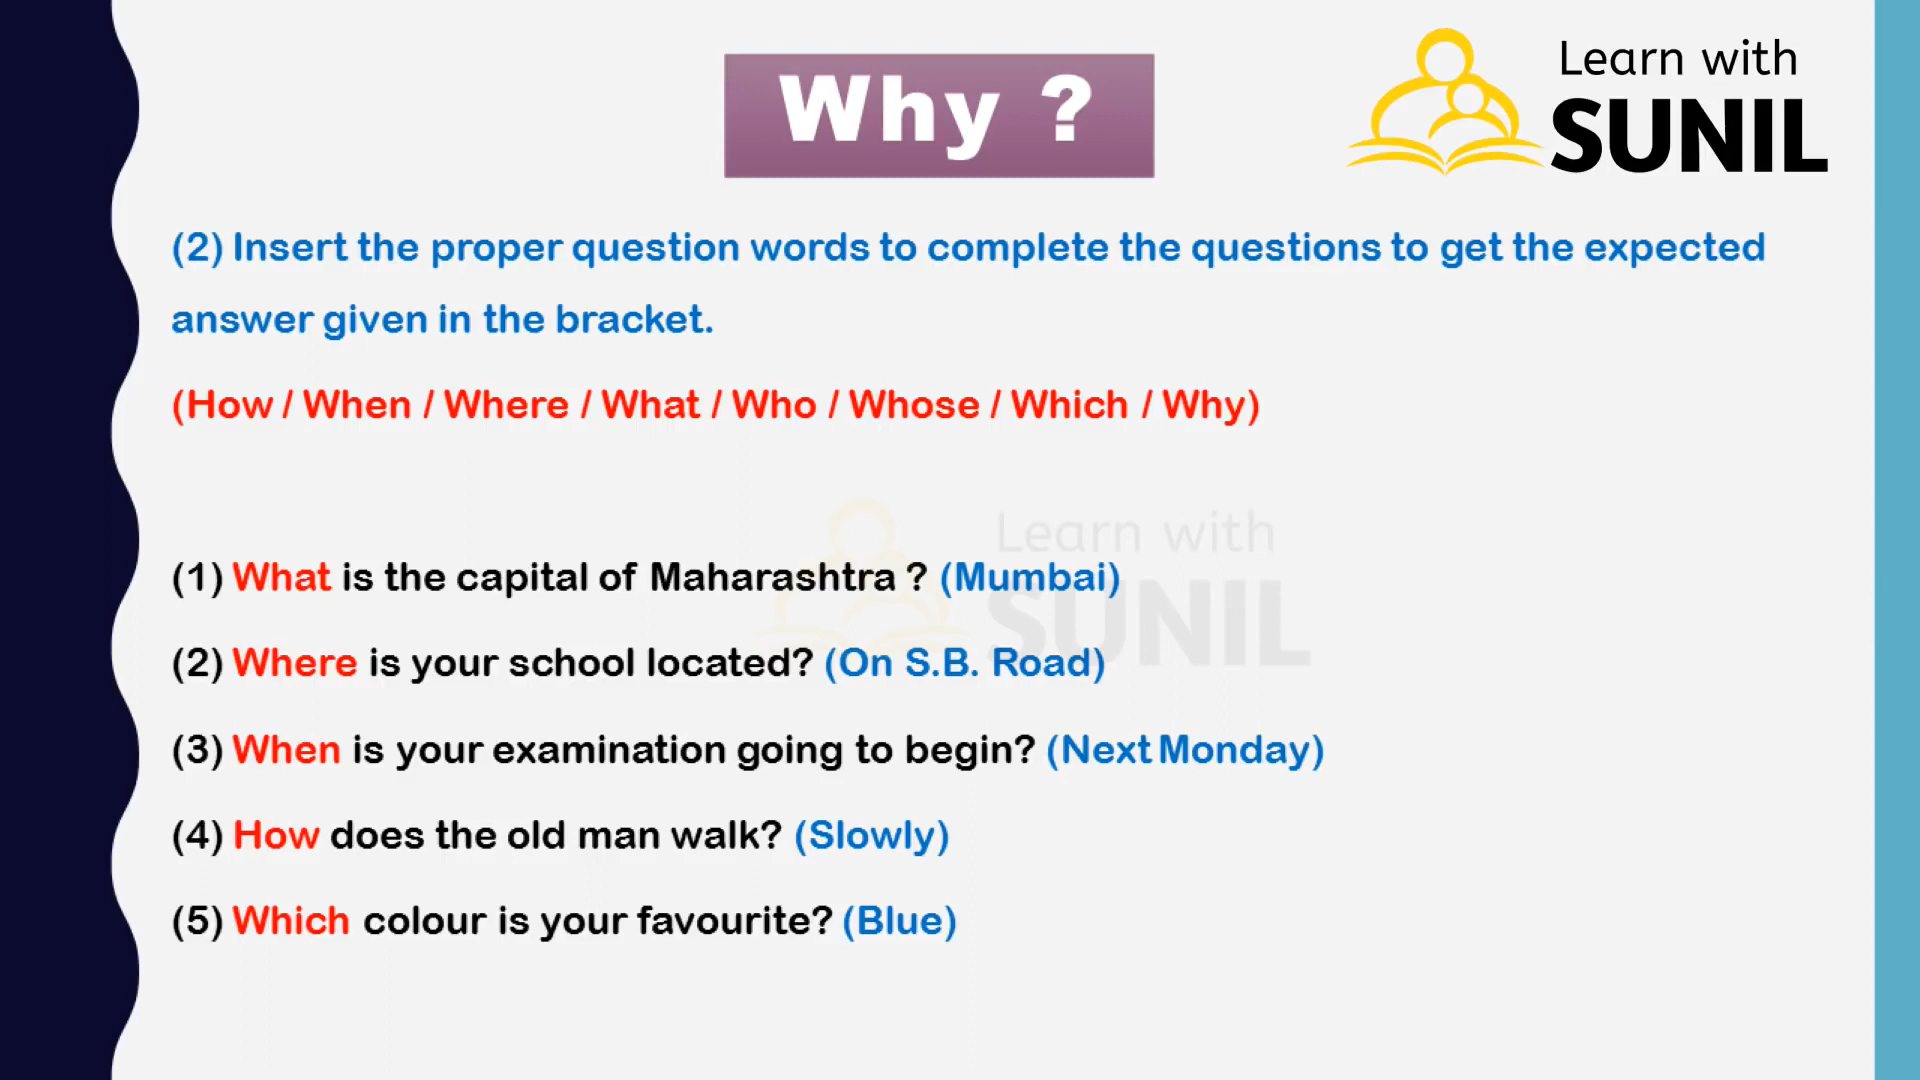 Why ?
Learn with
SUNIL
(2) Insert the proper question words to complete the questions to get the expected
answer given in the bracket.
(How / When / Where / What / Who / Whose / Which / Why)
Learn with
SUNIL
(1) What is the capital of Maharashtra ? (Mumbai)
(2) Where is your school located? (On S.B. Road)
(3) When is your examination going to begin? (Next Monday)
(4) How does the old man walk? (Slowly)
(5) Which colour is your favourite? (Blue)